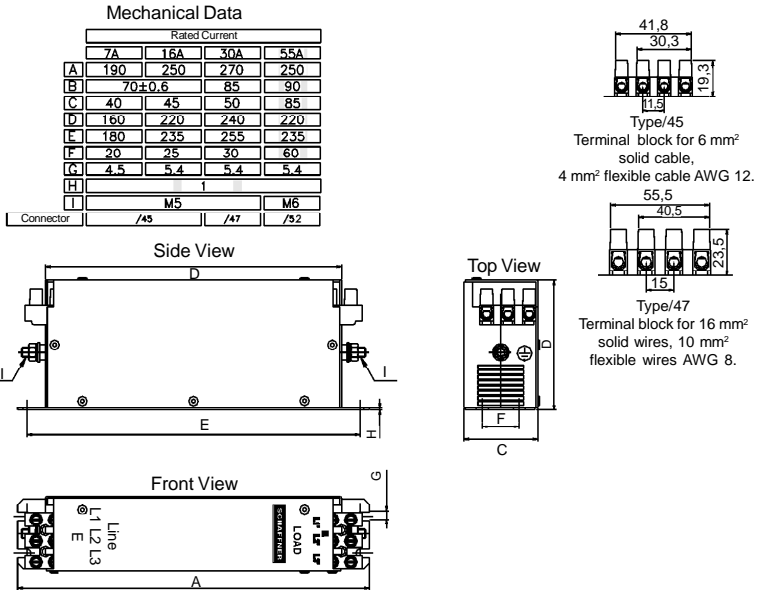 Mechanical Data
Rated Current
7A 16A 30A 55A
A 190 250 270 250
B 70±0.6 85 90
C 40 45 50 85
D 160 220 240 220
E 180 235 255 235
F 20 25 30 60
G 4.5 5.4 5.4 5.4
H 1
I M5 M6
Connector /45 /47 /52
41,8
30,3
19,3
11,5
Type/45
Terminal block for 6 mm²
solid cable,
4 mm² flexible cable AWG 12.
55,5
40,5
23,5
15
Type/47
Terminal block for 16 mm²
solid wires, 10 mm²
flexible wires AWG 8.
Side View
D
I
I
E
H
Top View
D
F
C
Front View
G
Line
L1 L2 L3
E
SCHAFFNER
LOAD
L1' L2' L3'
E
A